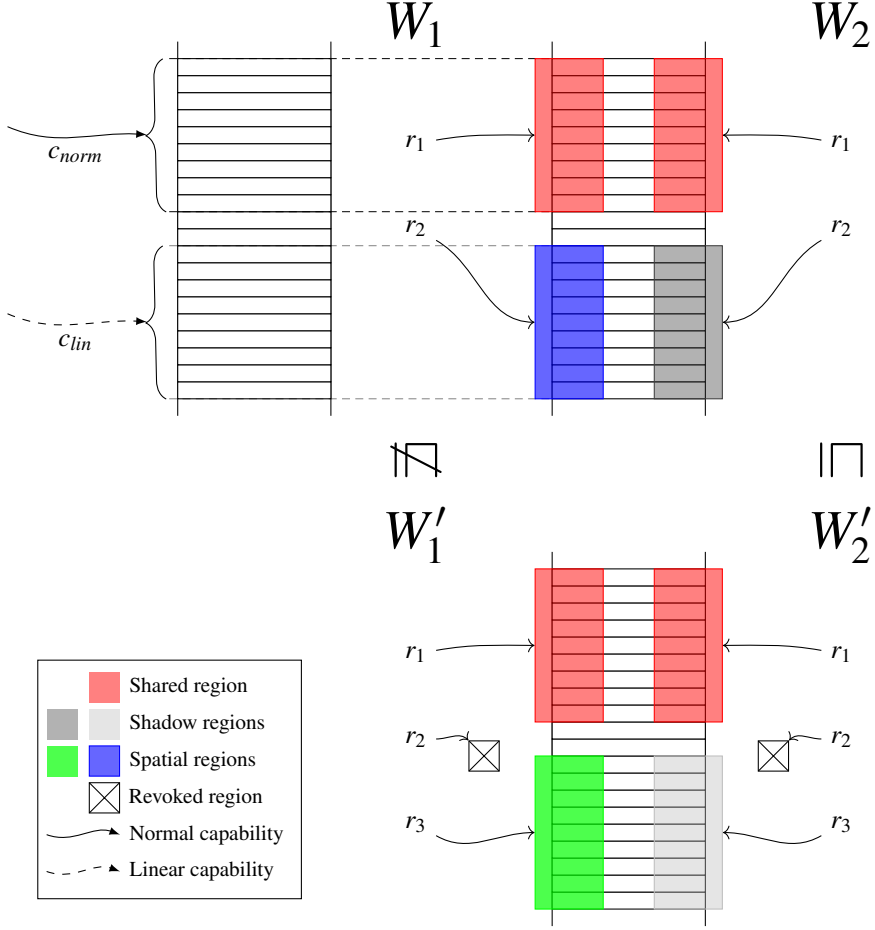 W₁ W₂
c_norm
r₁ r₁
r₂ r₂
c_lin
⋣ ⊒
W₁′ W₂′
r₁ r₁
r₂ r₂
r₃ r₃
Shared region
Shadow regions
Spatial regions
Revoked region
Normal capability
Linear capability